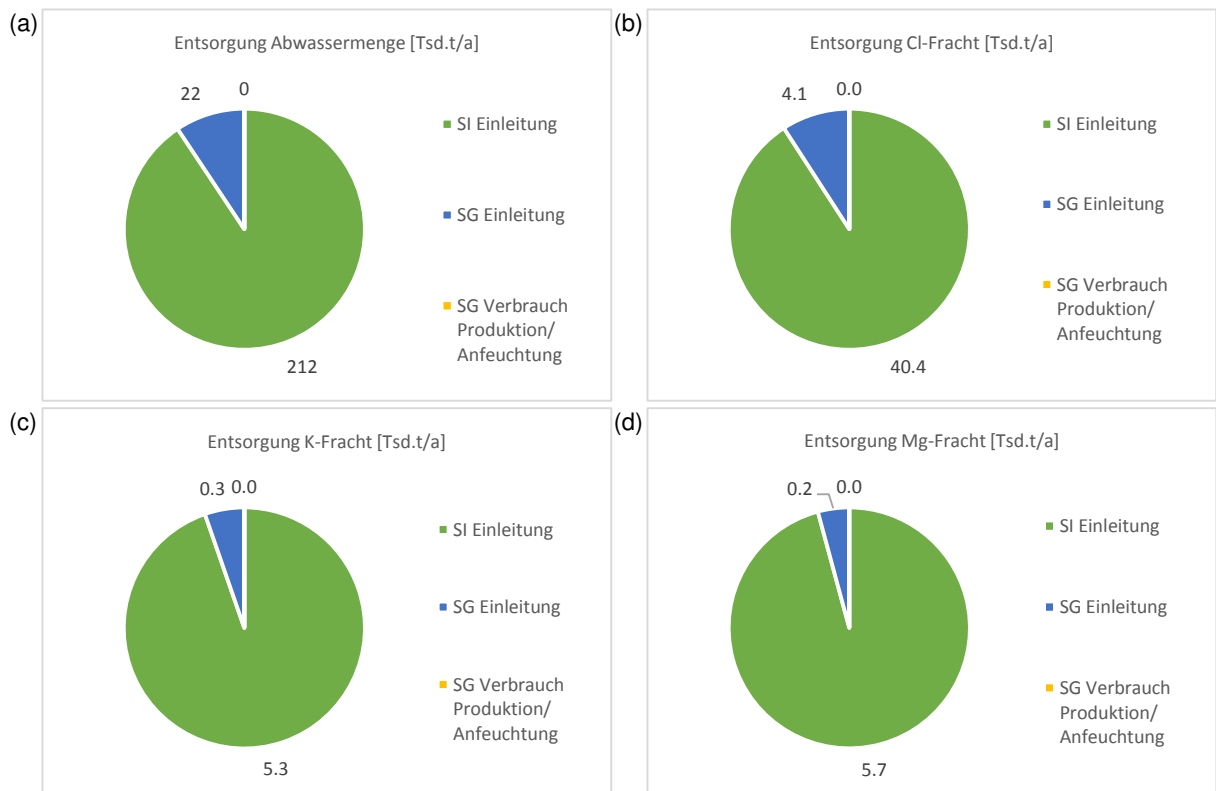 (a)
Entsorgung Abwassermenge [Tsd.t/a]
22
0
SI Einleitung
SG Einleitung
SG Verbrauch
Produktion/
Anfeuchtung
212
(b)
Entsorgung Cl-Fracht [Tsd.t/a]
4.1
0.0
SI Einleitung
SG Einleitung
SG Verbrauch
Produktion/
Anfeuchtung
40.4
(c)
Entsorgung K-Fracht [Tsd.t/a]
0.3
0.0
SI Einleitung
SG Einleitung
SG Verbrauch
Produktion/
Anfeuchtung
5.3
(d)
Entsorgung Mg-Fracht [Tsd.t/a]
0.2
0.0
SI Einleitung
SG Einleitung
SG Verbrauch
Produktion/
Anfeuchtung
5.7